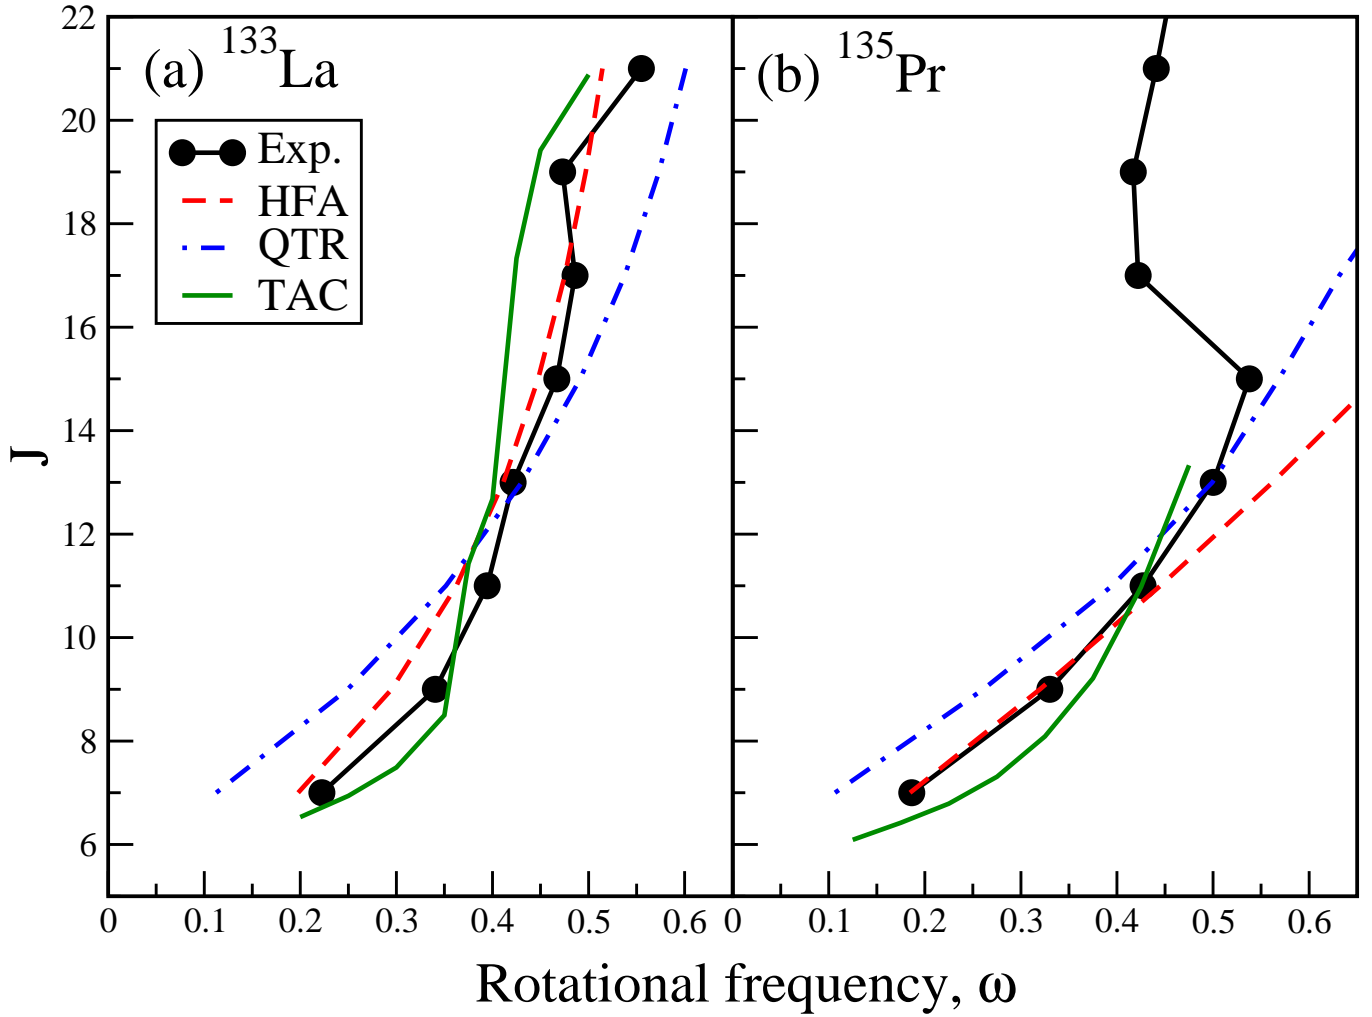 22
20
18
16
14
12
10
8
6
J
(a) ¹³³La
Exp.
HFA
QTR
TAC
(b) ¹³⁵Pr
0 0.1 0.2 0.3 0.4 0.5 0.6 0 0.1 0.2 0.3 0.4 0.5 0.6
Rotational frequency, ω